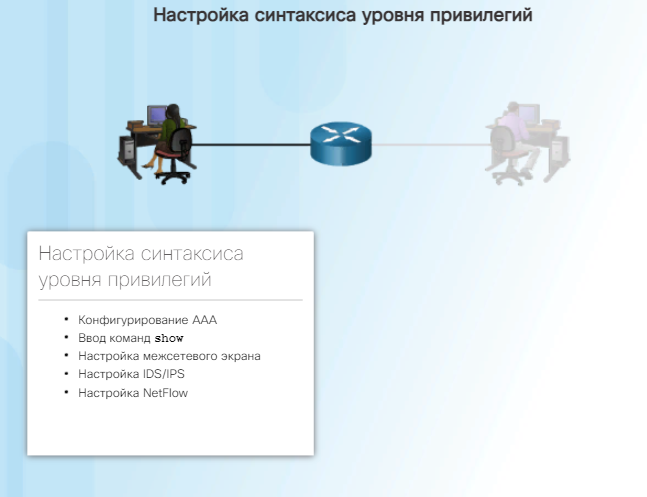 Настройка синтаксиса уровня привилегий
Настройка синтаксиса
уровня привилегий
• Конфигурирование AAA
• Ввод команд show
• Настройка межсетевого экрана
• Настройка IDS/IPS
• Настройка NetFlow